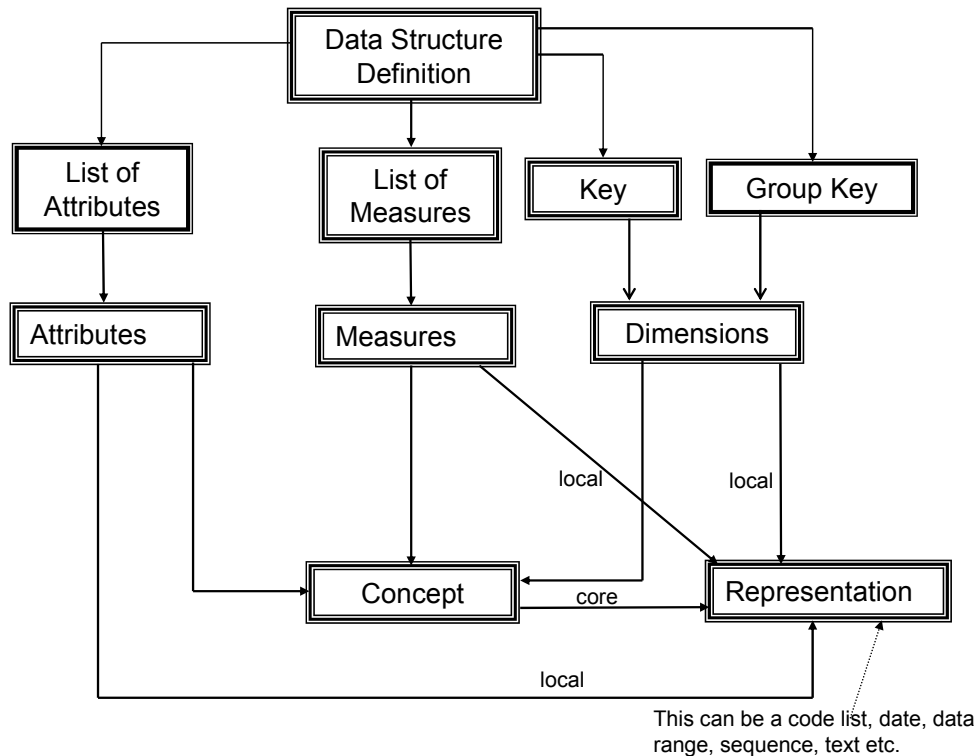 Data Structure
Definition
List of
Attributes
List of
Measures
Key
Group Key
Attributes
Measures
Dimensions
local
local
Concept
core
Representation
local
This can be a code list, date, data
range, sequence, text etc.